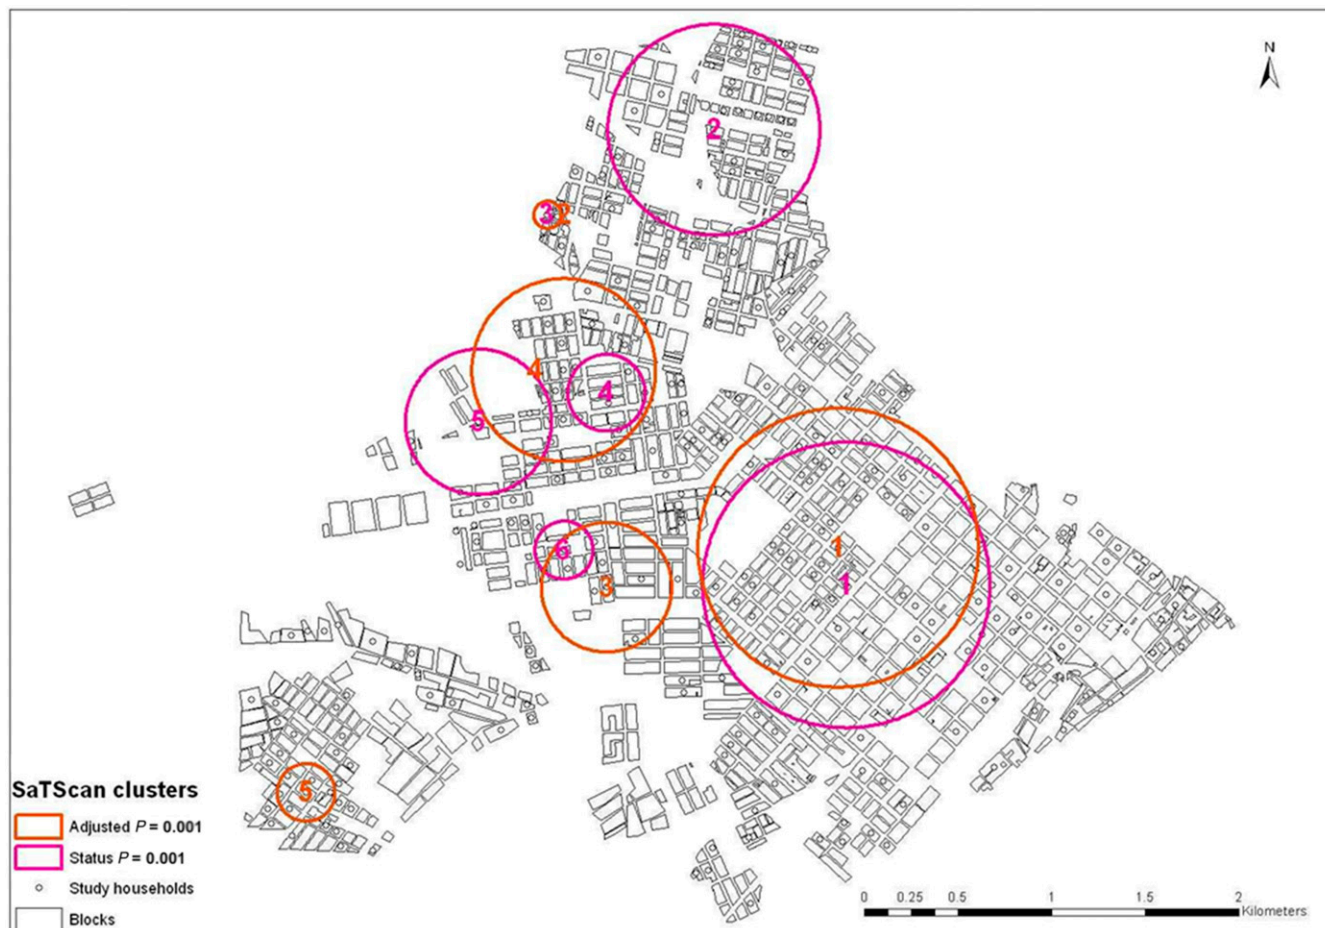 N
2
3 2
4
4
5
1
1
6
3
5
SaTScan clusters
Adjusted P = 0.001
Status P = 0.001
Study households
Blocks
0 0.25 0.5 1 1.5 2
Kilometers